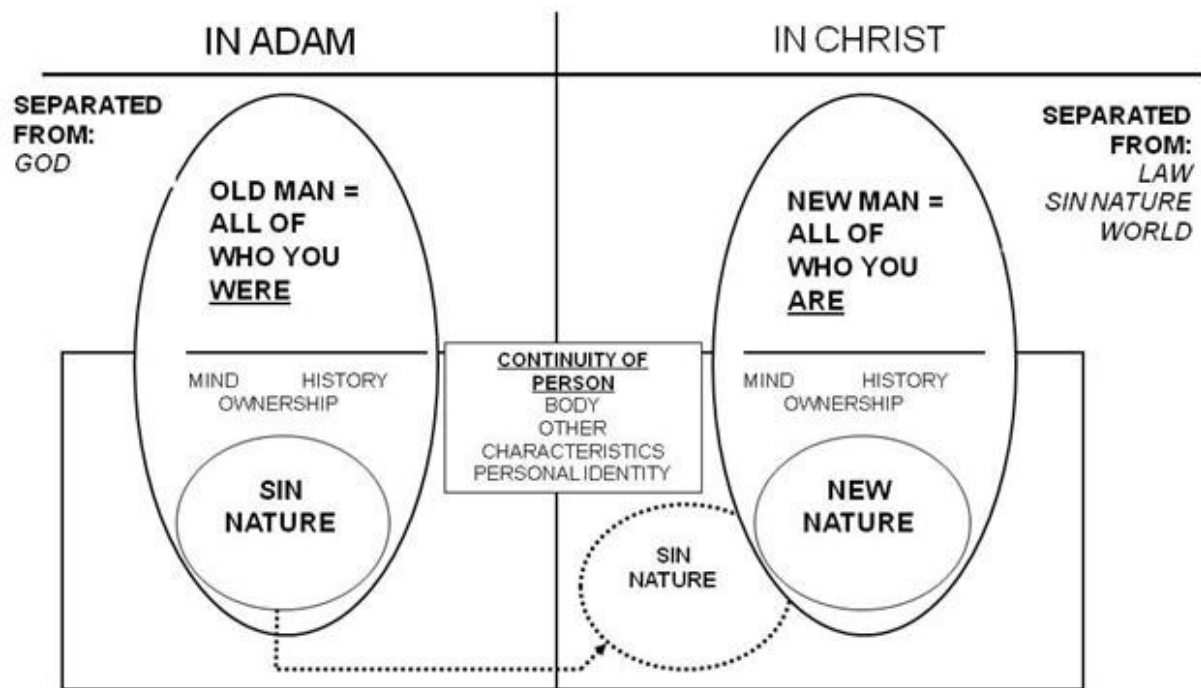 IN ADAM
IN CHRIST
SEPARATED
FROM:
GOD
SEPARATED
FROM:
LAW
SIN NATURE
WORLD
OLD MAN =
ALL OF
WHO YOU
WERE
NEW MAN =
ALL OF
WHO YOU
ARE
MIND HISTORY
OWNERSHIP
CONTINUITY OF
PERSON
BODY
OTHER
CHARACTERISTICS
PERSONAL IDENTITY
MIND HISTORY
OWNERSHIP
SIN
NATURE
SIN
NATURE
NEW
NATURE